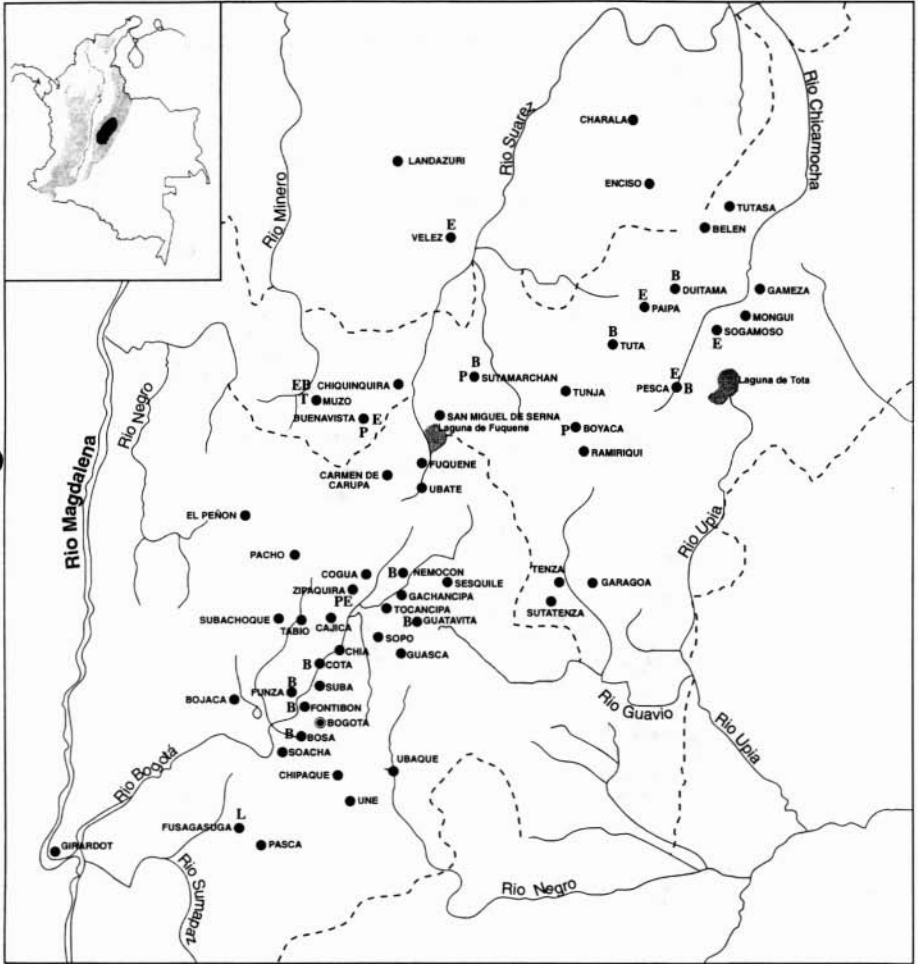 CHARALA
Rio Chicamocha
Rio Suarez
LANDAZURI
ENCISO
Rio Minero
TUTASA
E
VELEZ
BELEN
B
DUITAMA
GAMEZA
E
PAIPA
MONGUI
SOGAMOSO
E
B
TUTA
B
P SUTAMARCHAN
E
PESCA B
Laguna de Tota
EB CHIQUINQUIRA
T MUZO
TUNJA
BUENAVISTA E
P
SAN MIGUEL DE SERNA
Laguna de Fuquene
P BOYACA
RAMIRIQUI
Rio Negro
FUQUENE
CARMEN DE
CARUPA
UBATE
Rio Magdalena
EL PEÑON
Rio Upia
PACHO
COGUA
B NEMOCON
SESQUILE
TENZA
GARAGOA
ZIPAQUIRA
PE
GACHANCIPA
SUTATENZA
TOCANCIPA
SUBACHOQUE
TABIO
CAJICA
B GUATAVITA
SOPO
CHIA
GUASCA
B COTA
B
FUNZA
SUBA
BOJACA
B FONTIBON
BOGOTA
Rio Guavio
Rio Upia
B BOSA
SOACHA
UBAQUE
Rio Bogotá
CHIPAQUE
UNE
L
FUSAGASUGA
PASCA
GIRARDOT
Rio Sumapaz
Rio Negro